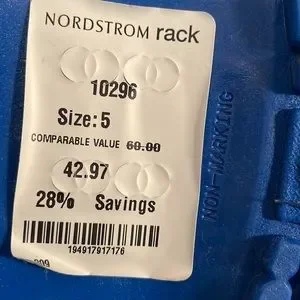 NORDSTROM rack
10296
Size: 5
COMPARABLE VALUE 60.00
42.97
28% Savings
194917917176
NON-MARKING